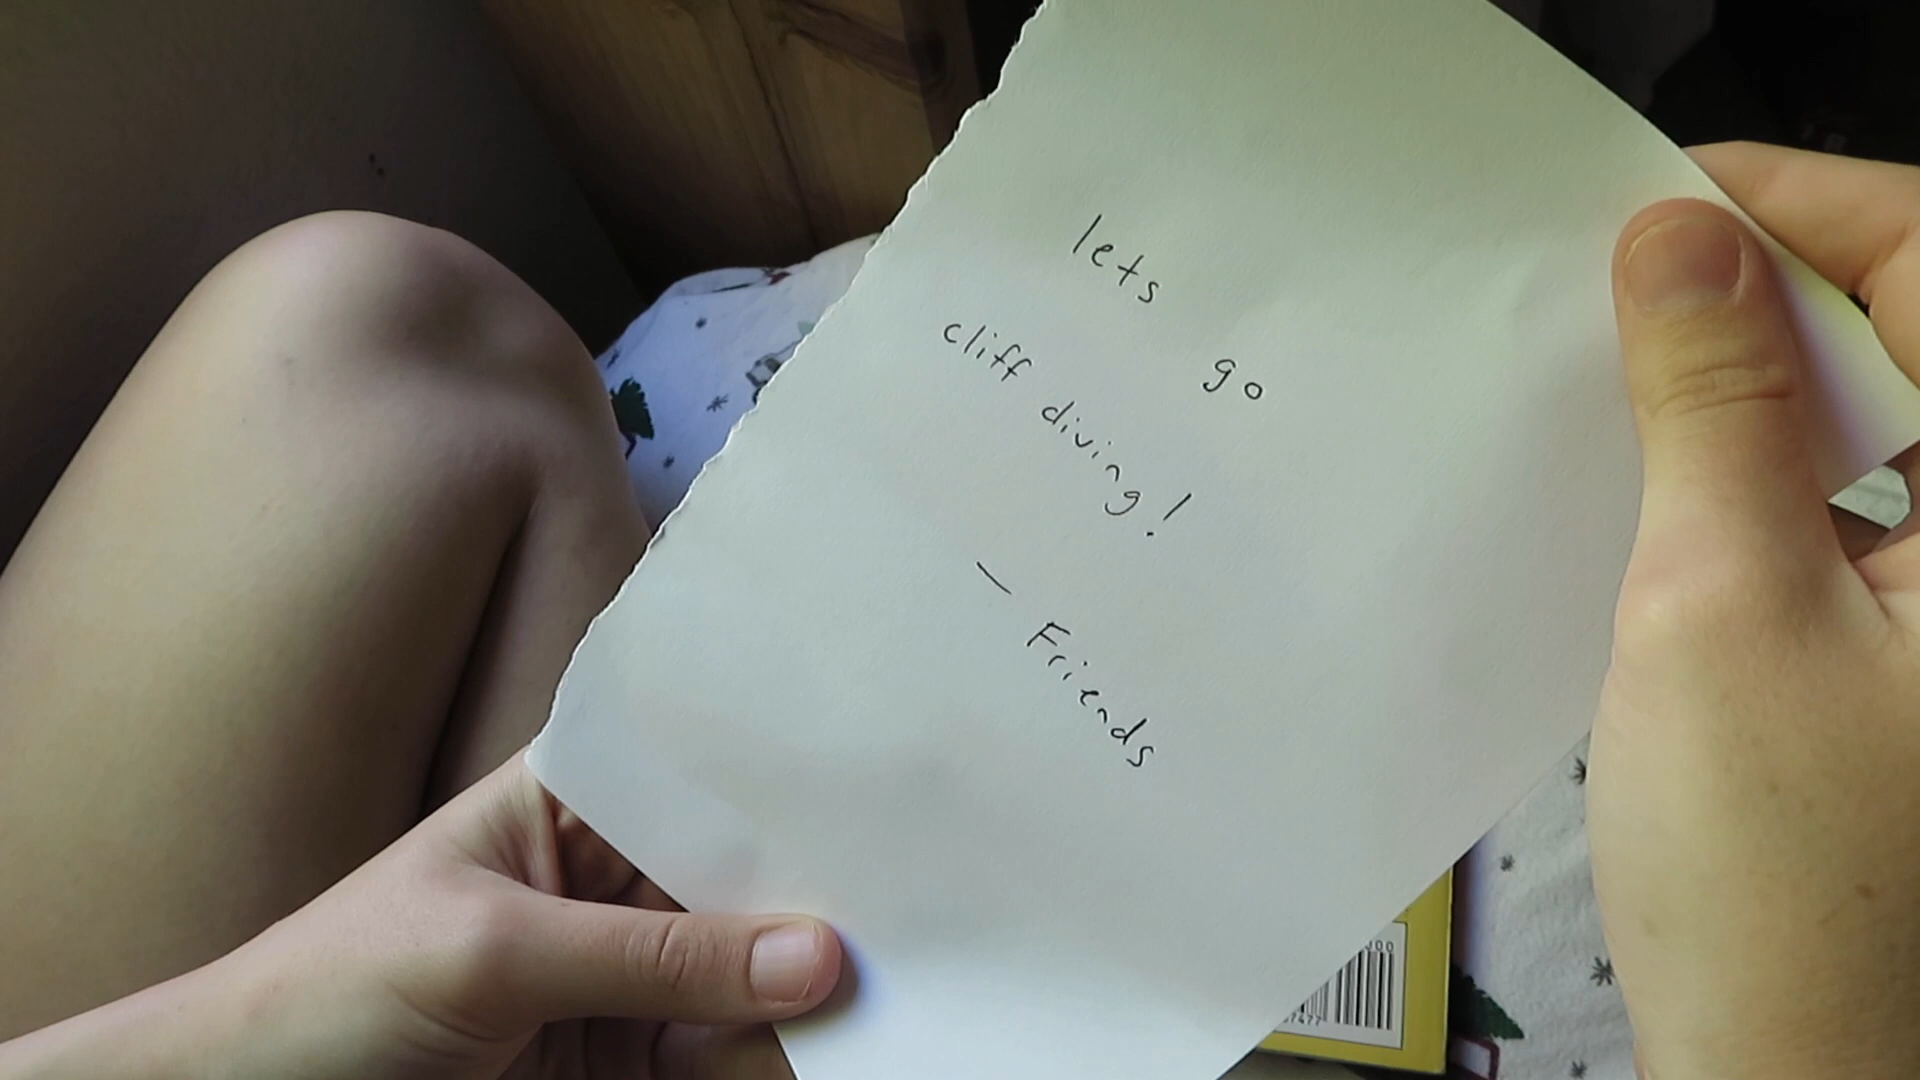 lets go
cliff diving!
— Friends